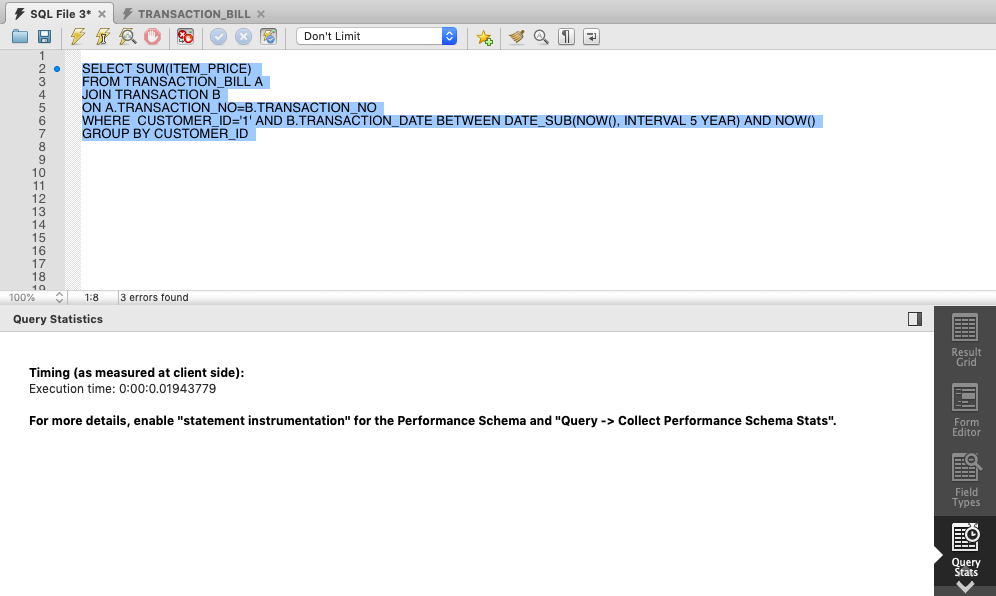 SQL File 3*
TRANSACTION_BILL
Don't Limit
1
2 SELECT SUM(ITEM_PRICE)
3 FROM TRANSACTION_BILL A
4 JOIN TRANSACTION B
5 ON A.TRANSACTION_NO=B.TRANSACTION_NO
6 WHERE  CUSTOMER_ID='1' AND B.TRANSACTION_DATE BETWEEN DATE_SUB(NOW(), INTERVAL 5 YEAR) AND NOW()
7 GROUP BY CUSTOMER_ID
8
9
10
11
12
13
14
15
16
17
18
19
100% 1:8 3 errors found
Query Statistics
Timing (as measured at client side):
Execution time: 0:00:0.01943779
For more details, enable "statement instrumentation" for the Performance Schema and "Query -> Collect Performance Schema Stats".
Result
Grid
Form
Editor
Field
Types
Query
Stats